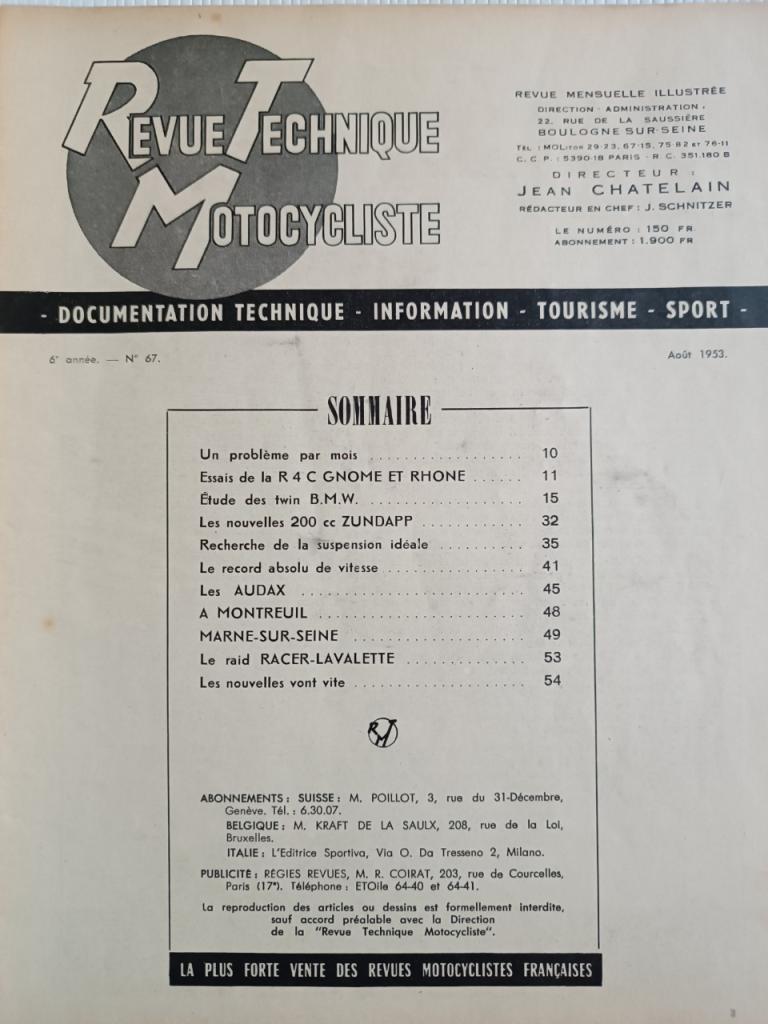 REVUE TECHNIQUE
MOTOCYCLISTE
REVUE MENSUELLE ILLUSTRÉE
DIRECTION - ADMINISTRATION :
22, RUE DE LA SAUSSIÈRE
BOULOGNE SUR SEINE
TÉL : MOLITOR 29-23, 67-15, 75-82 ET 76-11
C. C. P. : 5390-18 PARIS - R. C. 351.180 B
DIRECTEUR :
JEAN CHATELAIN
RÉDACTEUR EN CHEF : J. SCHNITZER
LE NUMÉRO : 150 FR.
ABONNEMENT : 1.900 FR
- DOCUMENTATION TECHNIQUE - INFORMATION - TOURISME - SPORT -
6e année. — N° 67.
Août 1953.
SOMMAIRE
Un problème par mois .................... 10
Essais de la R 4 C GNOME ET RHONE ...... 11
Étude des twin B.M.W. .................... 15
Les nouvelles 200 cc ZUNDAPP ............ 32
Recherche de la suspension idéale .......... 35
Le record absolu de vitesse ................ 41
Les AUDAX .......................... 45
A MONTREUIL ........................ 48
MARNE-SUR-SEINE .................... 49
Le raid RACER-LAVALETTE .............. 53
Les nouvelles vont vite .................... 54
RTM
ABONNEMENTS : SUISSE : M. POILLOT, 3, rue du 31-Décembre,
Genève. Tél. : 6.30.07.
BELGIQUE : M. KRAFT DE LA SAULX, 208, rue de la Loi,
Bruxelles.
ITALIE : L'Editrice Sportiva, Via O. Da Tresseno 2, Milano.
PUBLICITÉ : RÉGIES REVUES, M. R. COIRAT, 203, rue de Courcelles,
Paris (17e). Téléphone : ETOile 64-40 et 64-41.
La reproduction des articles ou dessins est formellement interdite,
sauf accord préalable avec la Direction
de la "Revue Technique Motocycliste".
LA PLUS FORTE VENTE DES REVUES MOTOCYCLISTES FRANÇAISES